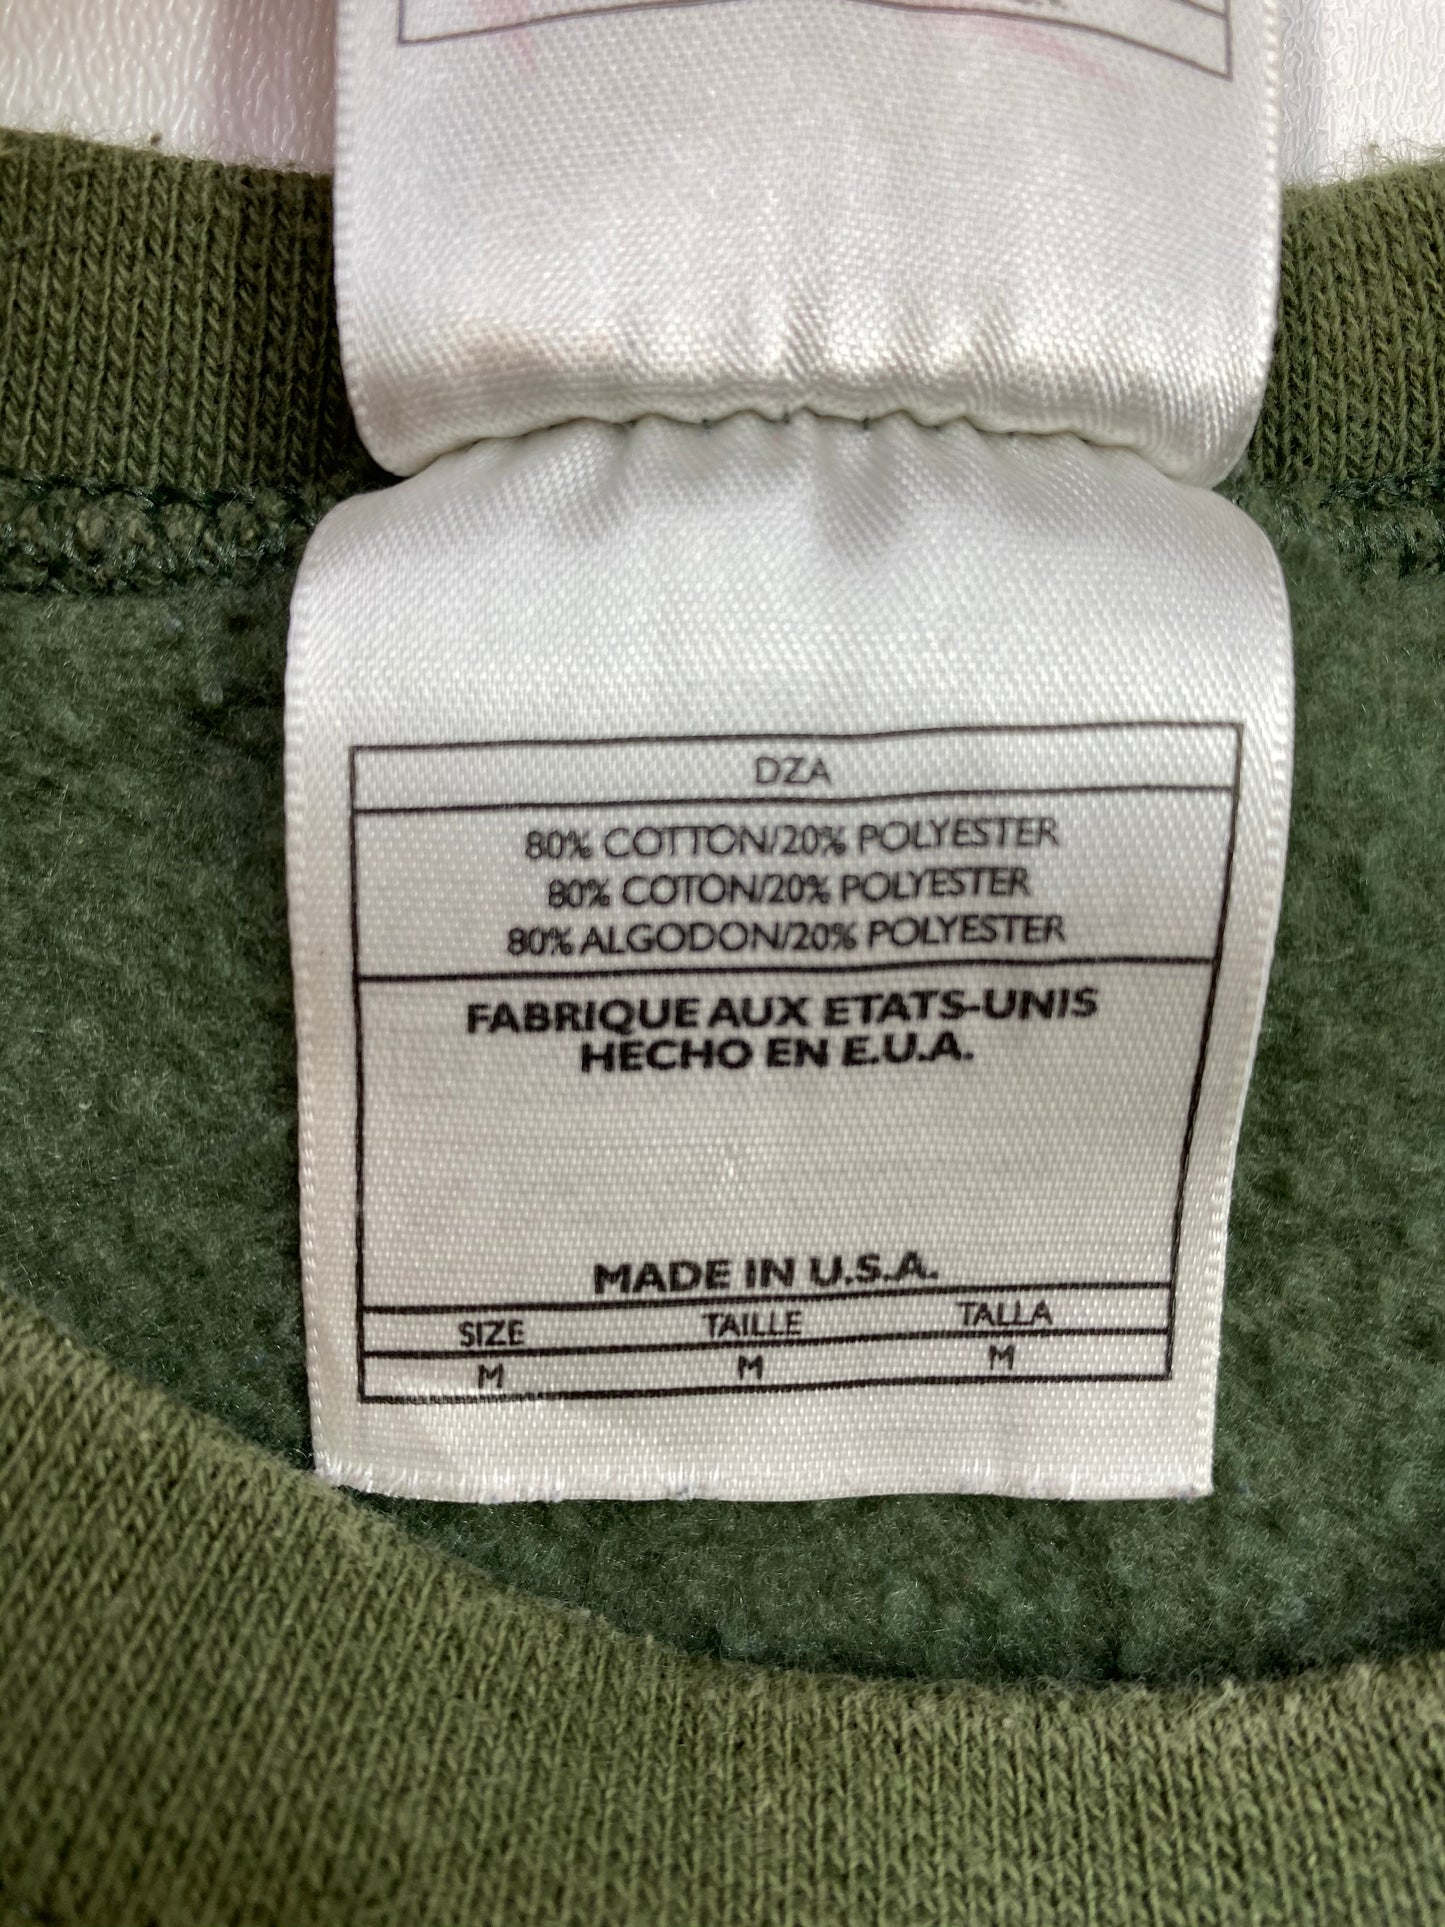 DZA
80% COTTON/20% POLYESTER
80% COTON/20% POLYESTER
80% ALGODON/20% POLYESTER
FABRIQUE AUX ETATS-UNIS
HECHO EN E.U.A.
MADE IN U.S.A.
SIZE TAILLE TALLA
M M M